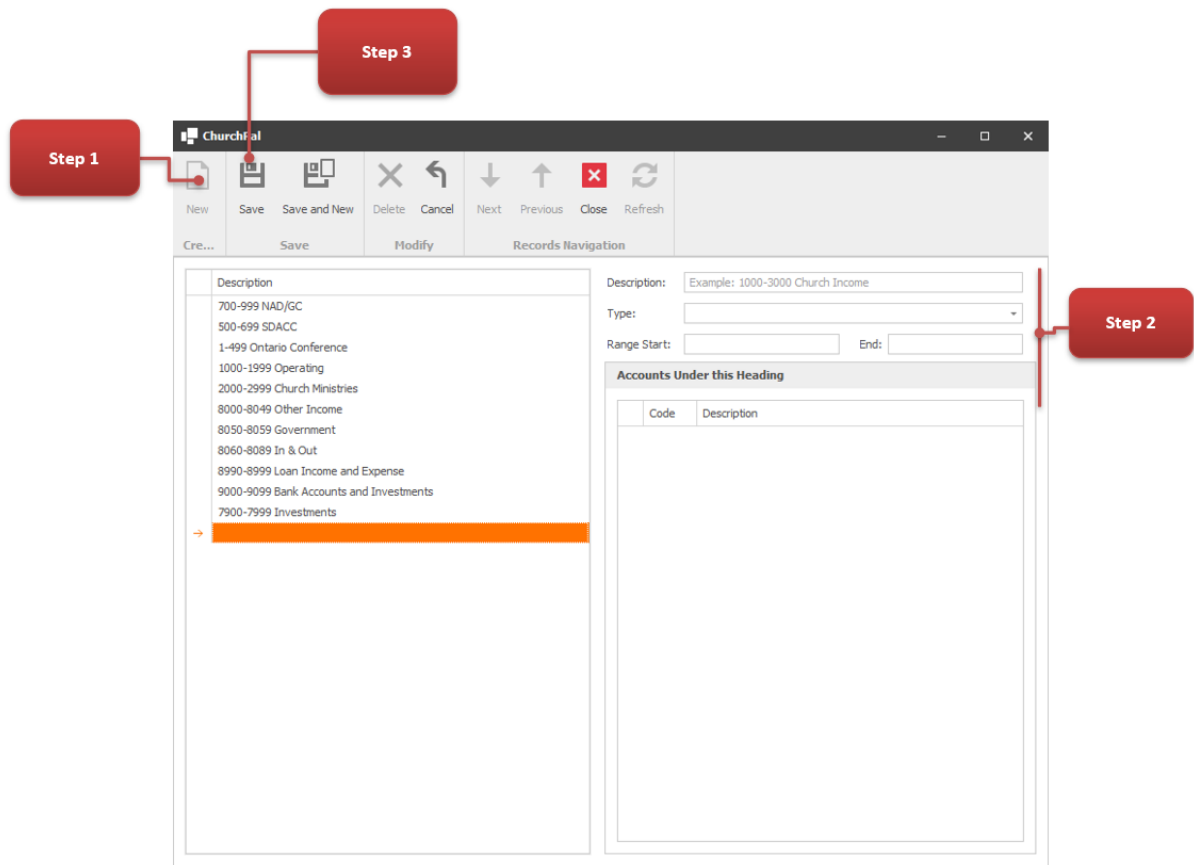 Step 3
Step 1
ChurchPal
New
Save
Save and New
Delete
Cancel
Next
Previous
Close
Refresh
Cre...
Save
Modify
Records Navigation
Description
700-999 NAD/GC
500-699 SDACC
1-499 Ontario Conference
1000-1999 Operating
2000-2999 Church Ministries
8000-8049 Other Income
8050-8059 Government
8060-8089 In & Out
8990-8999 Loan Income and Expense
9000-9099 Bank Accounts and Investments
7900-7999 Investments
Description: Example: 1000-3000 Church Income
Type:
Range Start: End:
Accounts Under this Heading
Code Description
Step 2